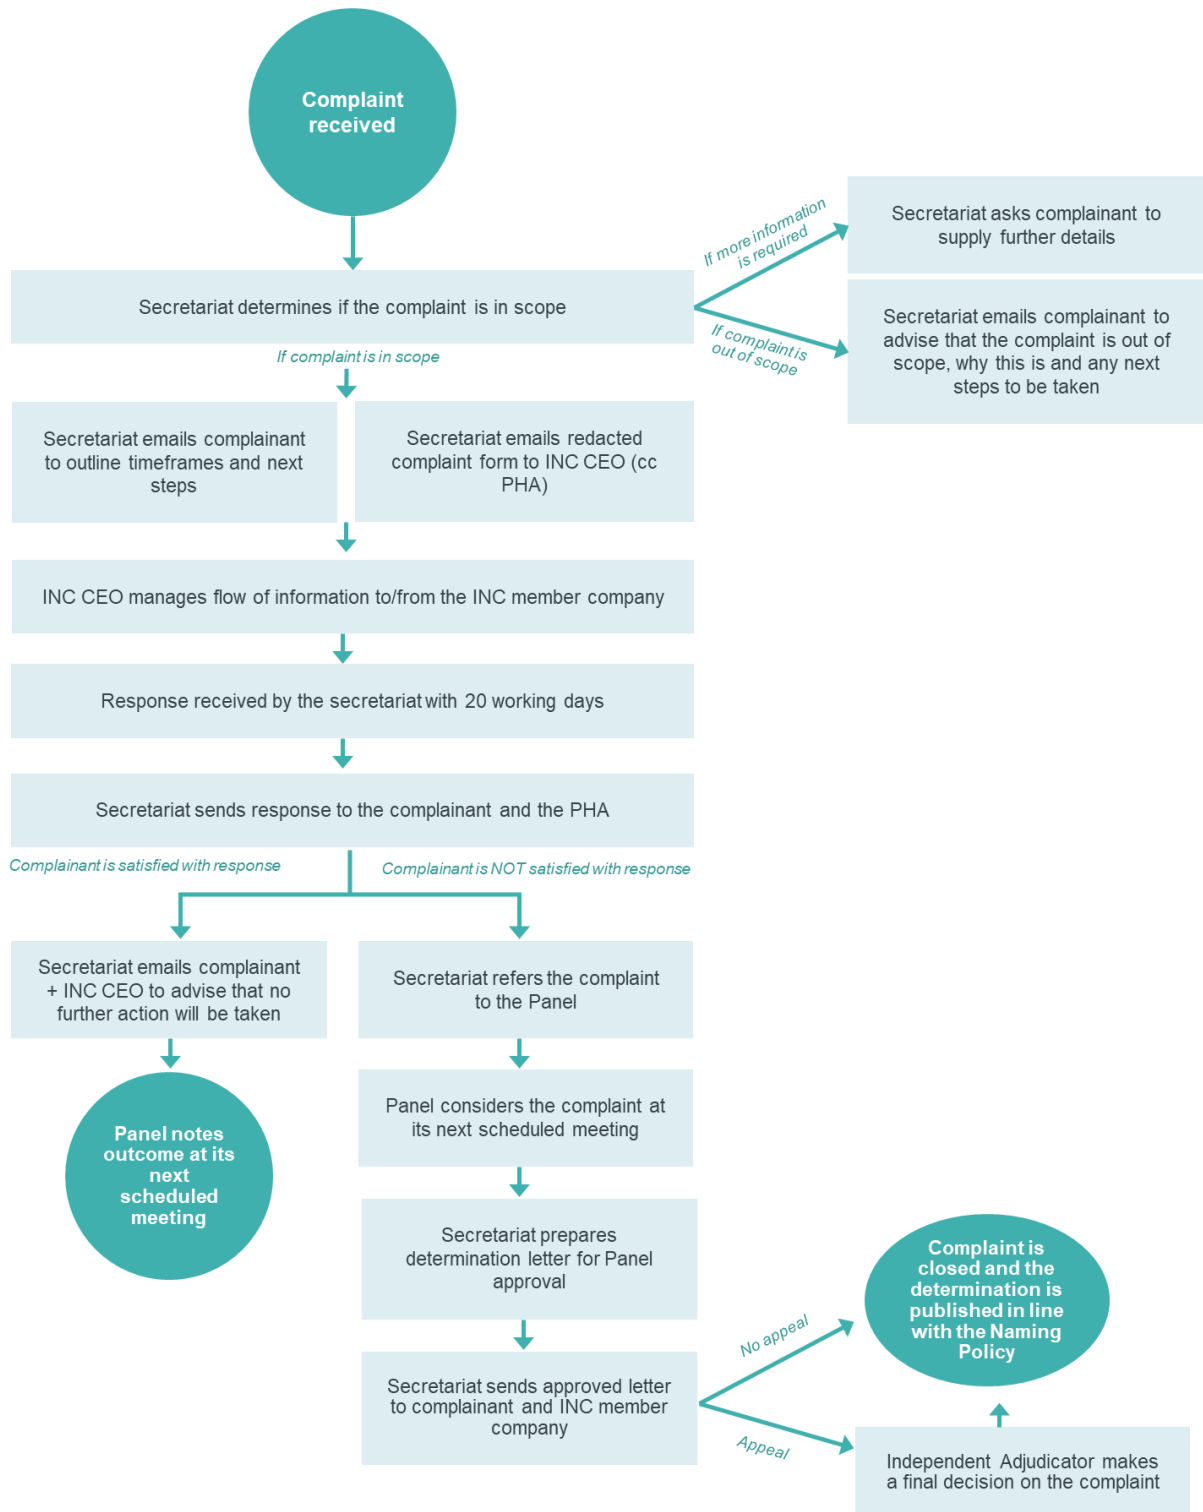 Complaint
received
If more information
is required
Secretariat asks complainant to
supply further details
Secretariat determines if the complaint is in scope
If complaint is
out of scope
Secretariat emails complainant to
advise that the complaint is out of
scope, why this is and any next
steps to be taken
If complaint is in scope
Secretariat emails complainant
to outline timeframes and next
steps
Secretariat emails redacted
complaint form to INC CEO (cc
PHA)
INC CEO manages flow of information to/from the INC member company
Response received by the secretariat with 20 working days
Secretariat sends response to the complainant and the PHA
Complainant is satisfied with response
Complainant is NOT satisfied with response
Secretariat emails complainant
+ INC CEO to advise that no
further action will be taken
Secretariat refers the complaint
to the Panel
Panel notes
outcome at its
next
scheduled
meeting
Panel considers the complaint at
its next scheduled meeting
Secretariat prepares
determination letter for Panel
approval
Secretariat sends approved letter
to complainant and INC member
company
No appeal
Complaint is
closed and the
determination is
published in line
with the Naming
Policy
Appeal
Independent Adjudicator makes
a final decision on the complaint